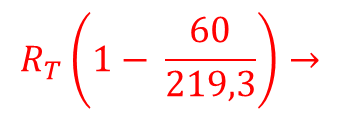 R_T (1 - 60/219,3) →